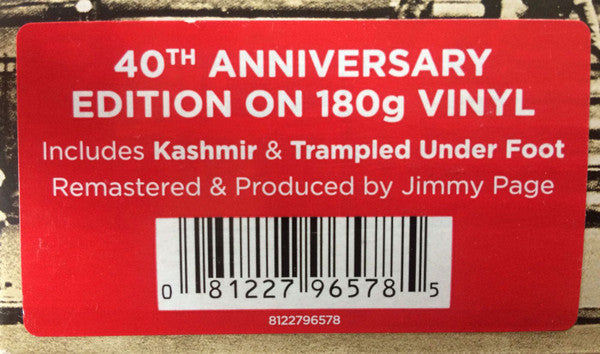 40TH ANNIVERSARY
EDITION ON 180g VINYL
Includes Kashmir & Trampled Under Foot
Remastered & Produced by Jimmy Page
0 81227 96578 5
8122796578